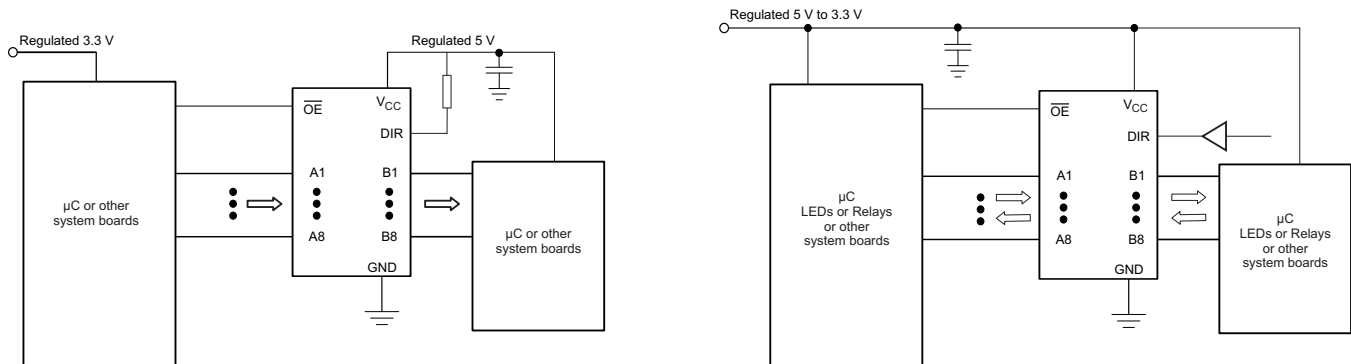 Regulated 3.3 V
Regulated 5 V
OE
VCC
DIR
A1
B1
A8
B8
GND
µC or other
system boards
µC or other
system boards
Regulated 5 V to 3.3 V
OE
VCC
DIR
A1
B1
A8
B8
GND
µC
LEDs or Relays
or other
system boards
µC
LEDs or Relays
or other
system boards